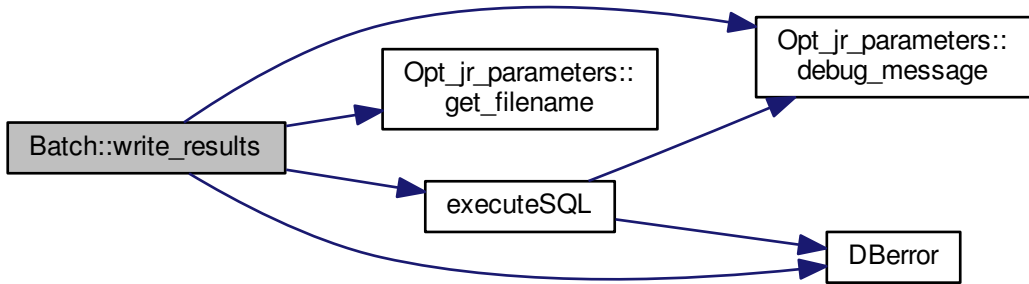 Batch::write_results
Opt_jr_parameters::
get_filename
executeSQL
Opt_jr_parameters::
debug_message
DBerror